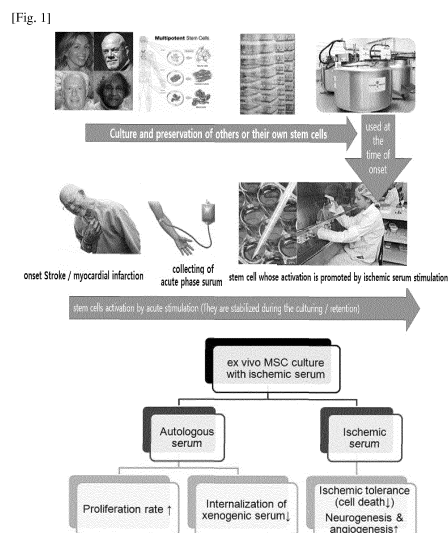 [Fig. 1]
Multipotent Stem Cells
Culture and preservation of others or their own stem cells
used at
the
time of
onset
onset Stroke / myocardial infarction
collecting of
acute phase surum
stem cell whose activation is promoted by ischemic serum stimulation
stem cells activation by acute stimulation (They are stabilized during the culturing / retention)
ex vivo MSC culture
with ischemic serum
Autologous
serum
Ischemic
serum
Proliferation rate ↑
Internalization of
xenogenic serum↓
Ischemic tolerance
(cell death↓)
Neurogenesis &
angiogenesis↑